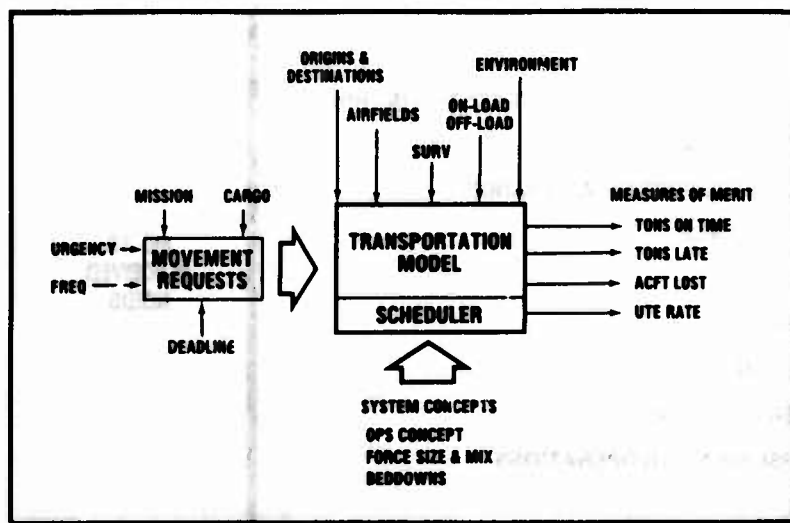 ORIGINS &
DESTINATIONS
ENVIRONMENT
AIRFIELDS
ON-LOAD
OFF-LOAD
SURV
MISSION
CARGO
MEASURES OF MERIT
URGENCY
MOVEMENT
REQUESTS
FREQ
DEADLINE
TRANSPORTATION
MODEL
SCHEDULER
TONS ON TIME
TONS LATE
ACFT LOST
UTE RATE
SYSTEM CONCEPTS
OPS CONCEPT
FORCE SIZE & MIX
BEDDOWNS